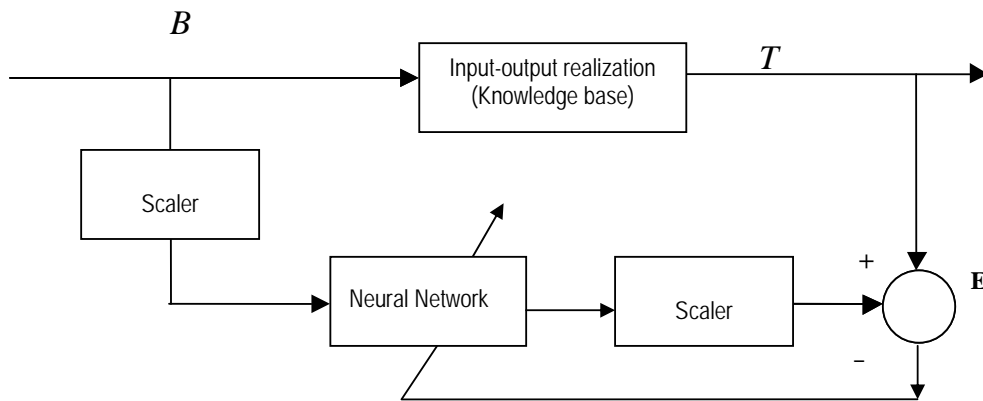 B
Input-output realization
(Knowledge base)
T
Scaler
+
E
Neural Network
Scaler
−